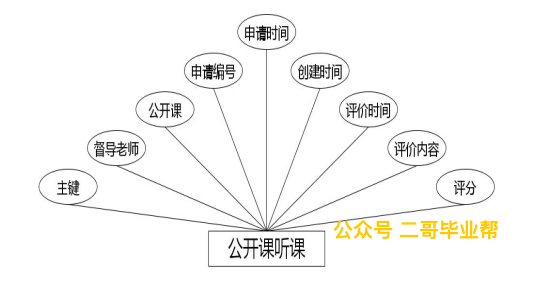 申请时间
申请编号
创建时间
公开课
评价时间
督导老师
评价内容
主键
评分
公开课听课
公众号 二哥毕业帮